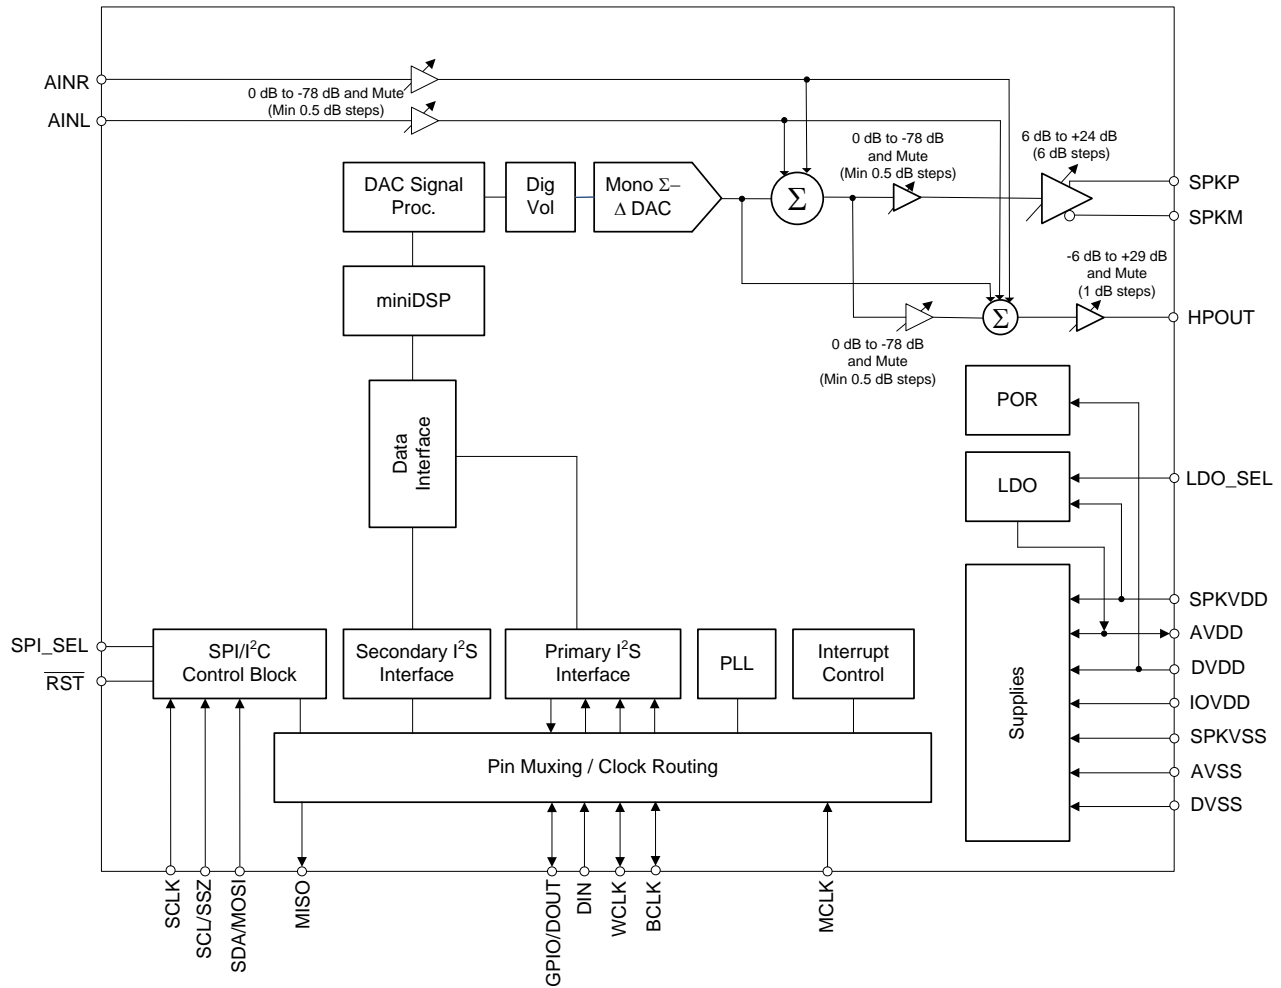 AINR
0 dB to -78 dB and Mute
(Min 0.5 dB steps)
AINL
0 dB to -78 dB
and Mute
(Min 0.5 dB steps)
6 dB to +24 dB
(6 dB steps)
DAC Signal
Proc.
Dig
Vol
Mono Σ–
Δ DAC
Σ
SPKP
SPKM
miniDSP
-6 dB to +29 dB
and Mute
(1 dB steps)
Σ
HPOUT
0 dB to -78 dB
and Mute
(Min 0.5 dB steps)
POR
Data
Interface
LDO
LDO_SEL
Supplies
SPKVDD
AVDD
DVDD
IOVDD
SPKVSS
AVSS
DVSS
SPI_SEL
RST
SPI/I²C
Control Block
Secondary I²S
Interface
Primary I²S
Interface
PLL
Interrupt
Control
Pin Muxing / Clock Routing
SCLK
SCL/SSZ
SDA/MOSI
MISO
GPIO/DOUT
DIN
WCLK
BCLK
MCLK